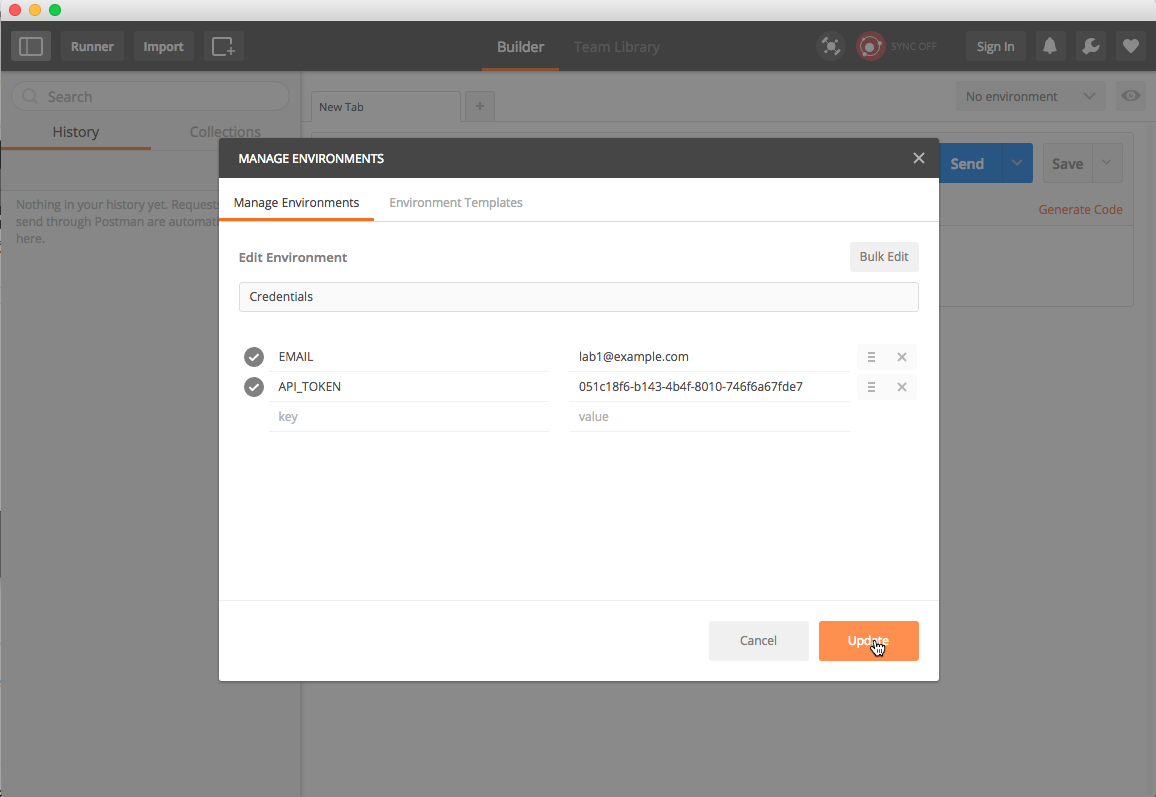 Runner
Import
Builder
Team Library
SYNC OFF
Sign In
Search
History
Collections
New Tab
+
No environment
Nothing in your history yet. Requests
send through Postman are automat
here.
Send
Save
Generate Code
MANAGE ENVIRONMENTS
Manage Environments
Environment Templates
Edit Environment
Bulk Edit
Credentials
EMAIL lab1@example.com
API_TOKEN 051c18f6-b143-4b4f-8010-746f6a67fde7
key value
Cancel
Update